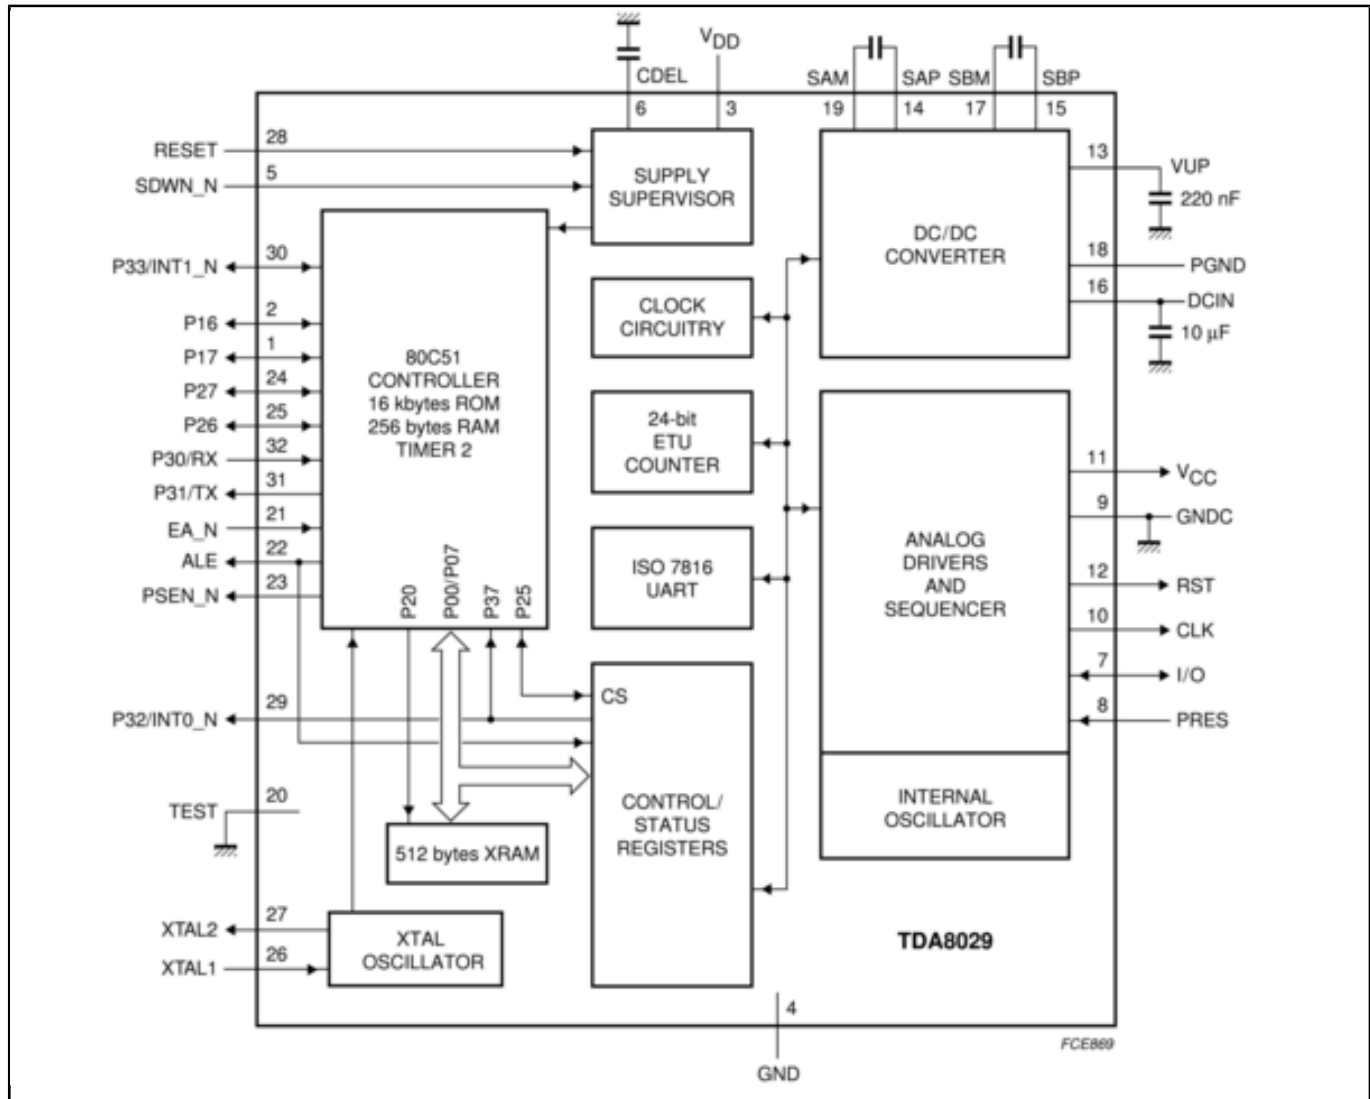 VDD
CDEL
SAM
SAP
SBM
SBP
6
3
19
14
17
15
RESET
28
SDWN_N
5
SUPPLY
SUPERVISOR
13
VUP
220 nF
DC/DC
CONVERTER
18
PGND
16
DCIN
10 µF
P33/INT1_N
30
P16
2
P17
1
P27
24
P26
25
P30/RX
32
P31/TX
31
EA_N
21
ALE
22
PSEN_N
23
80C51
CONTROLLER
16 kbytes ROM
256 bytes RAM
TIMER 2
P20
P00/P07
P37
P25
CLOCK
CIRCUITRY
24-bit
ETU
COUNTER
ISO 7816
UART
ANALOG
DRIVERS
AND
SEQUENCER
11
VCC
9
GNDC
12
RST
10
CLK
7
I/O
8
PRES
INTERNAL
OSCILLATOR
P32/INT0_N
29
CS
CONTROL/
STATUS
REGISTERS
TEST
20
512 bytes XRAM
XTAL2
27
XTAL1
26
XTAL
OSCILLATOR
TDA8029
4
GND
FCE869